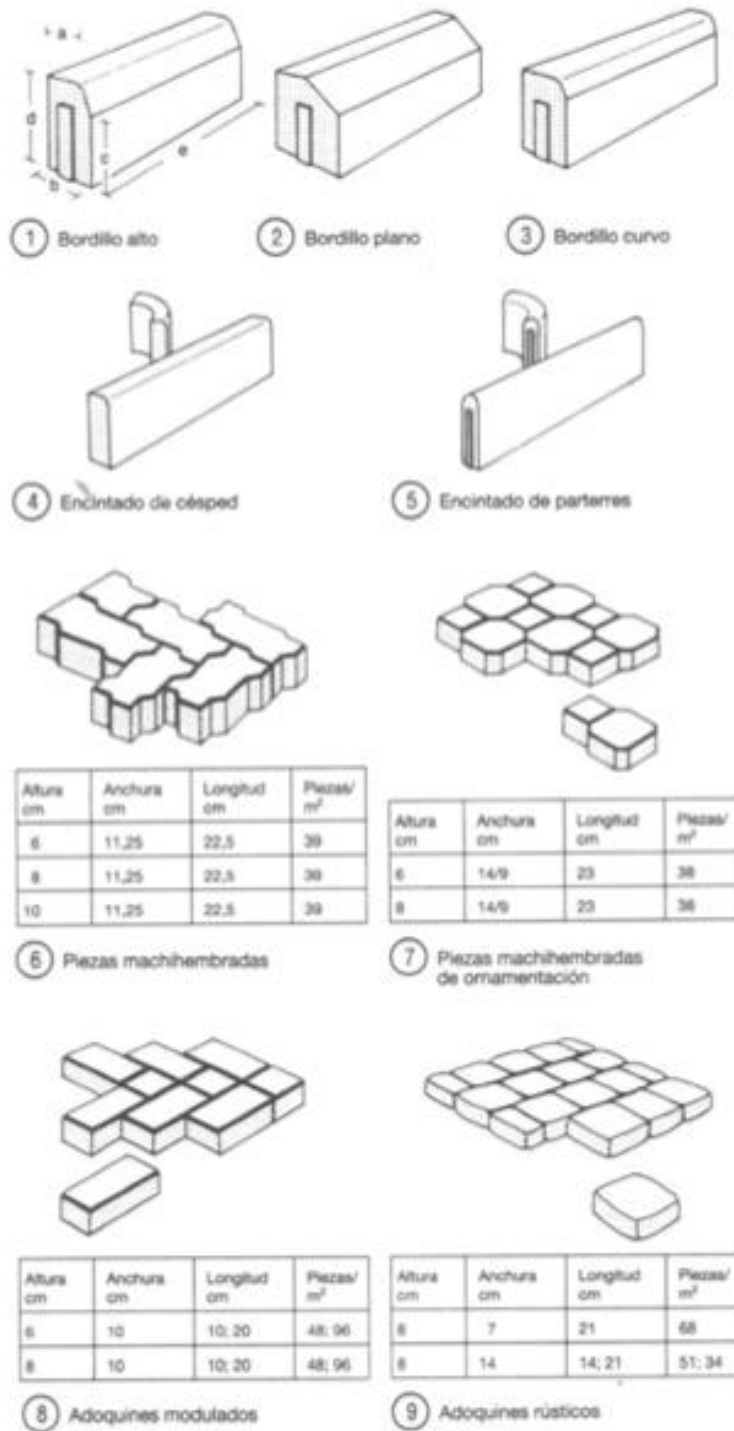 a
d
c
e
b
1 Bordillo alto
2 Bordillo plano
3 Bordillo curvo
4 Encintado de césped
5 Encintado de parterres
Altura cm Anchura cm Longitud cm Piezas/ m²
6 11,25 22,5 39
8 11,25 22,5 39
10 11,25 22,5 39
6 Piezas machihembradas
Altura cm Anchura cm Longitud cm Piezas/ m²
6 14/9 23
8 14/9 23
7 Piezas machihembradas
de ornamentación
Altura cm Anchura cm Longitud cm Piezas/ m²
6 10 10; 20 48; 96
8 10 10; 20 48; 96
8 Adoquines modulados
Altura cm Anchura cm Longitud cm Piezas/ m²
7 21 68
14 14; 21 51; 34
9 Adoquines rústicos